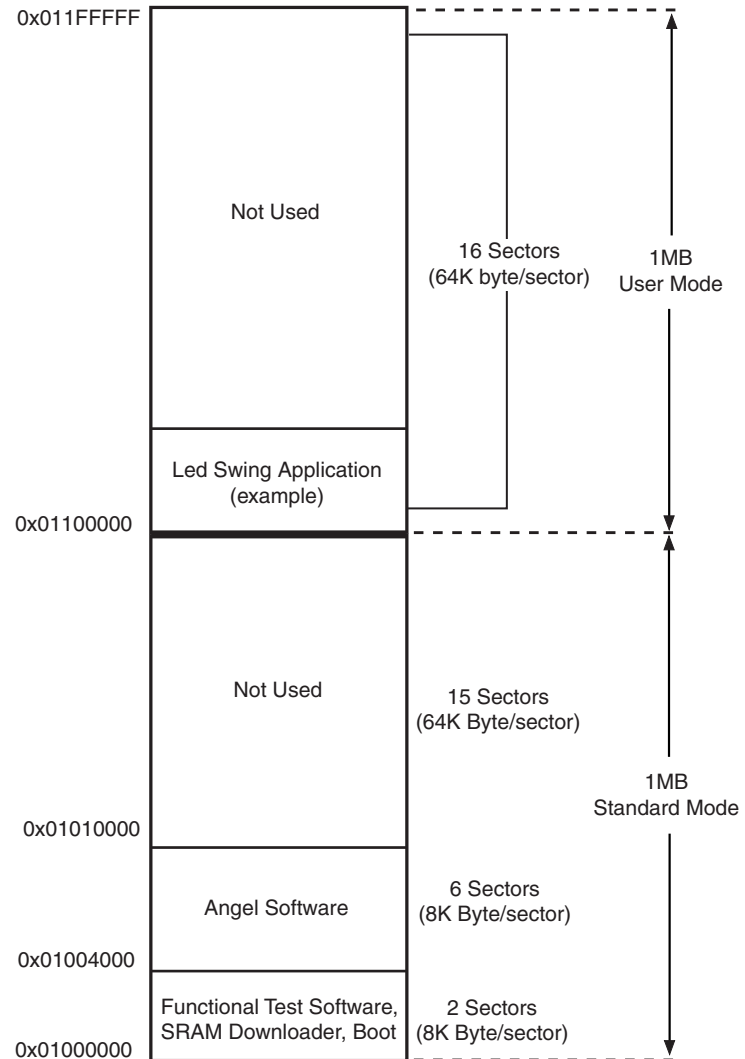 0x011FFFFF
Not Used
16 Sectors
(64K byte/sector)
1MB
User Mode
Led Swing Application
(example)
0x01100000
Not Used
15 Sectors
(64K Byte/sector)
1MB
Standard Mode
0x01010000
Angel Software
6 Sectors
(8K Byte/sector)
0x01004000
Functional Test Software,
SRAM Downloader, Boot
2 Sectors
(8K Byte/sector)
0x01000000